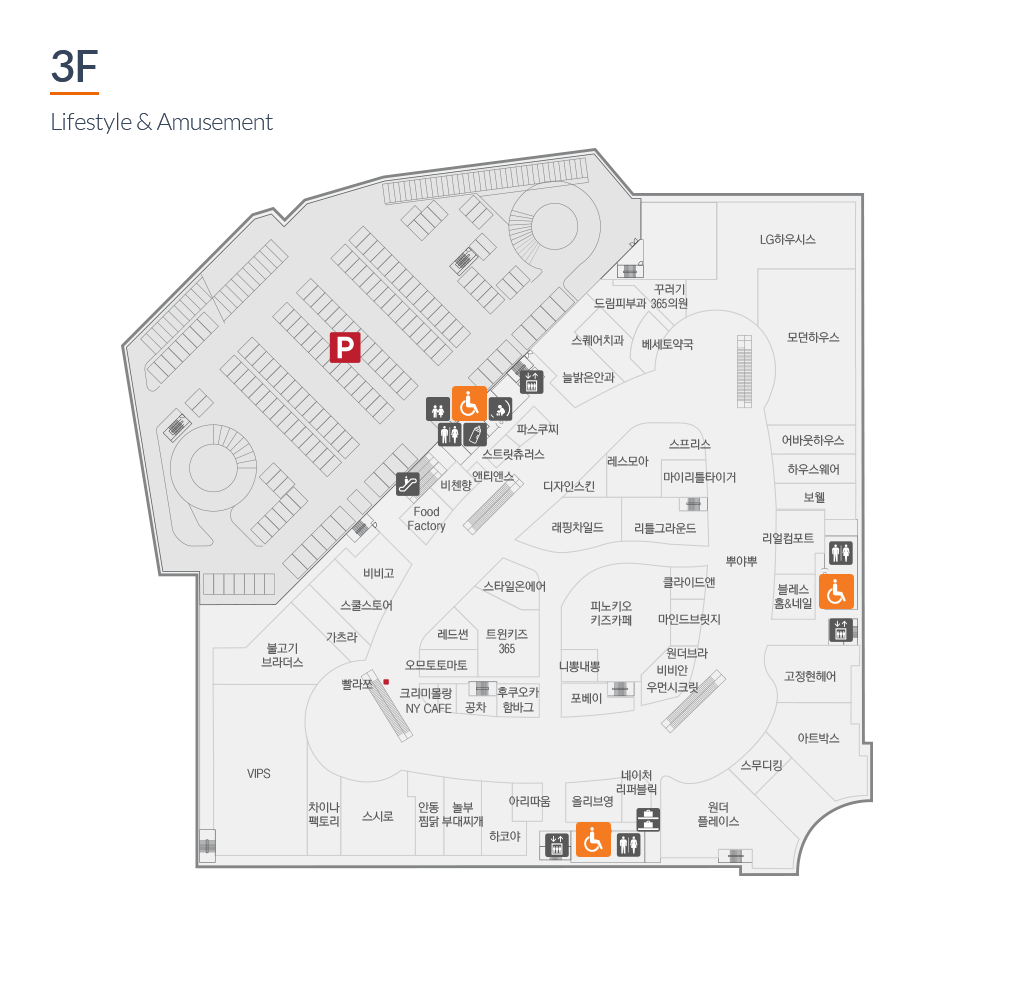 3F
Lifestyle & Amusement
LG하우시스
꾸러기
드림피부과 365의원
모던하우스
스퀘어치과
베세토약국
P
늘밝은안과
파스쿠찌
스프리스
어바웃하우스
스트릿츄러스
레스모아
하우스웨어
앤티앤스
마이리틀타이거
비첸향
디자인스킨
보웰
Food
Factory
래핑차일드
리틀그라운드
리얼컴포트
뿌야뿌
비비고
스타일온에어
클라이드앤
블레스
홈&네일
스쿨스토어
피노키오
키즈카페
마인드브릿지
가츠라
레드썬
트윈키즈
365
불고기
브라더스
원더브라
오므토토마토
니뽕내뽕
비비안
고정현헤어
빨라쪼
우먼시크릿
크리미몰랑
NY CAFE
공차
후쿠오카
함바그
포베이
아트박스
VIPS
스무디킹
네이처
리퍼블릭
차이나
팩토리
스시로
안동
찜닭
놀부
부대찌개
아리따움
올리브영
원더
플레이스
하코야